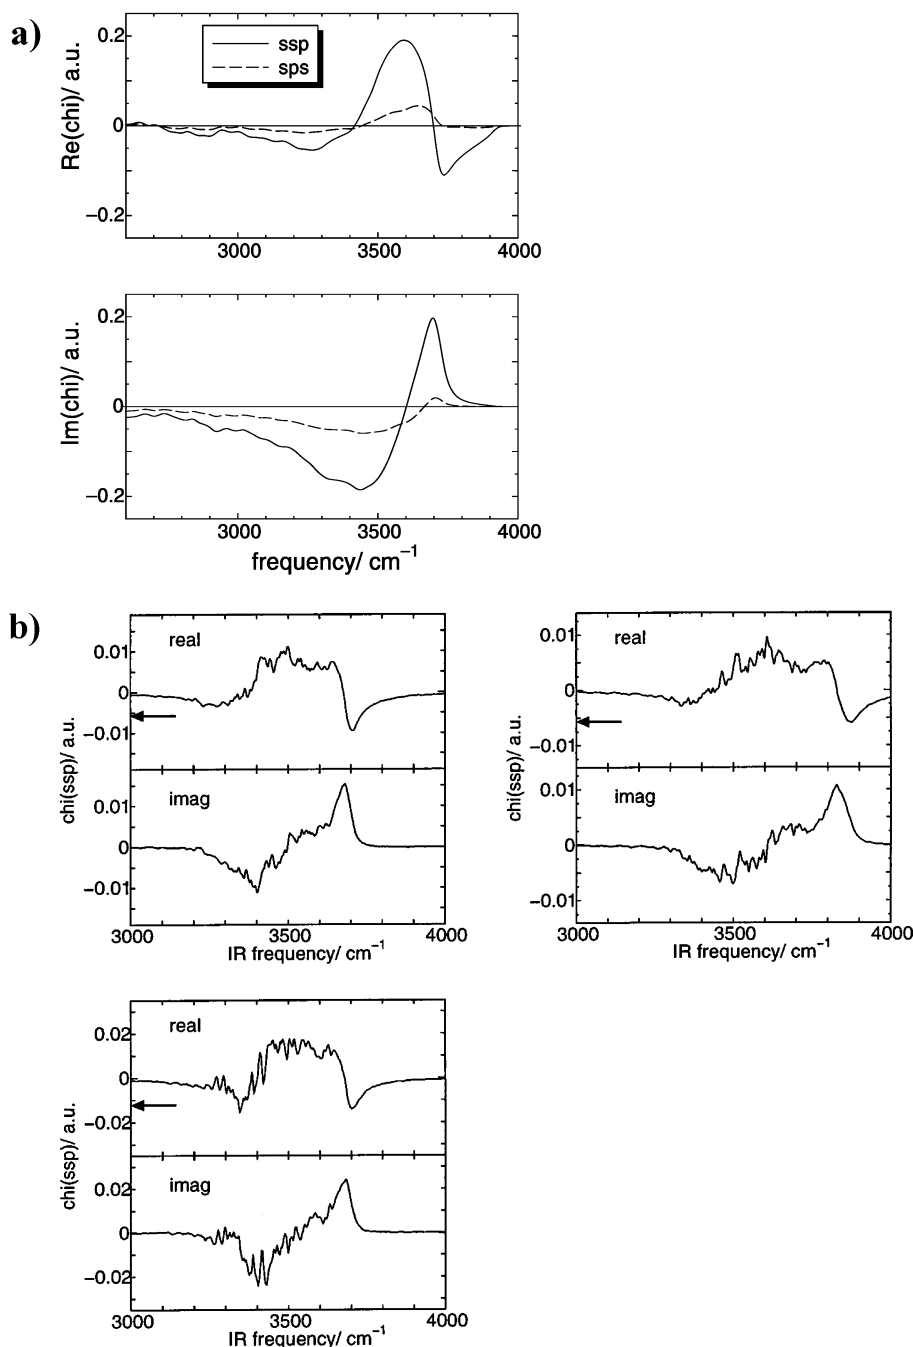 a)
Re(chi)/ a.u.
0.2
0
−0.2
ssp
sps
3000 3500 4000
Im(chi)/ a.u.
0.2
0
−0.2
3000 3500 4000
frequency/ cm−1
b)
chi(ssp)/ a.u.
real
0.01
0
−0.01
imag
0.01
0
−0.01
3000 3500 4000
IR frequency/ cm−1
chi(ssp)/ a.u.
real
0.01
0
−0.01
imag
0.01
0
−0.01
3000 3500 4000
IR frequency/ cm−1
chi(ssp)/ a.u.
real
0.02
0
−0.02
imag
0.02
0
−0.02
3000 3500 4000
IR frequency/ cm−1